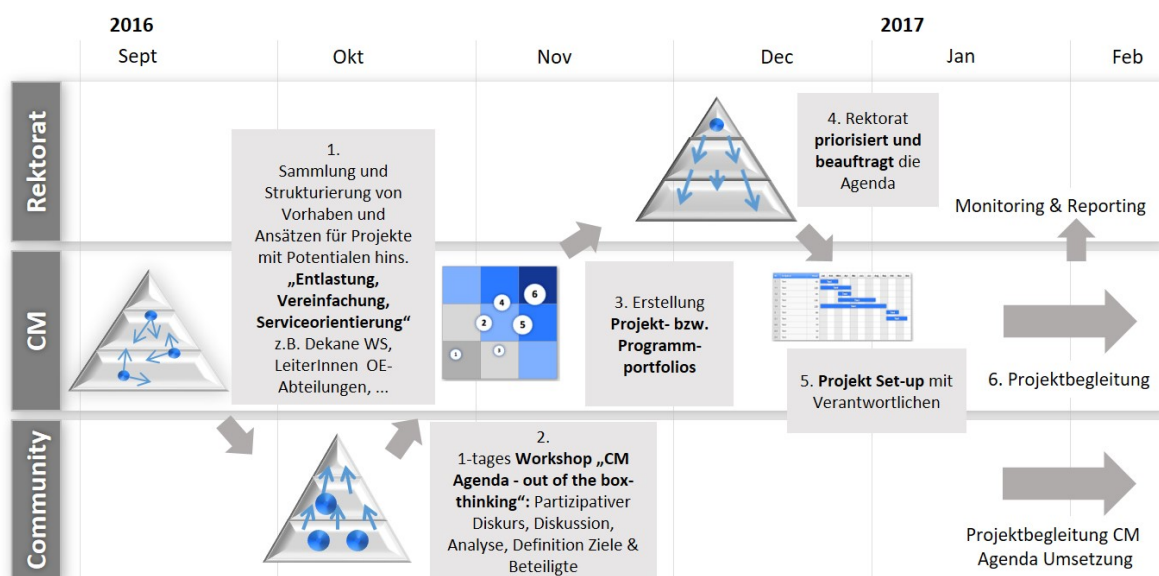 2016
2017
Sept
Okt
Nov
Dec
Jan
Feb
Rektorat
CM
Community
1.
Sammlung und
Strukturierung von
Vorhaben und
Ansätzen für Projekte
mit Potentialen hins.
„Entlastung,
Vereinfachung,
Serviceorientierung“
z.B. Dekane WS,
LeiterInnen OE-
Abteilungen, ...
2.
1-tages Workshop „CM
Agenda - out of the box-
thinking“: Partizipativer
Diskurs, Diskussion,
Analyse, Definition Ziele &
Beteiligte
6
4
2
5
1
3
3. Erstellung
Projekt- bzw.
Programm-
portfolios
4. Rektorat
priorisiert und
beauftragt die
Agenda
5. Projekt Set-up mit
Verantwortlichen
Monitoring & Reporting
6. Projektbegleitung
Projektbegleitung CM
Agenda Umsetzung